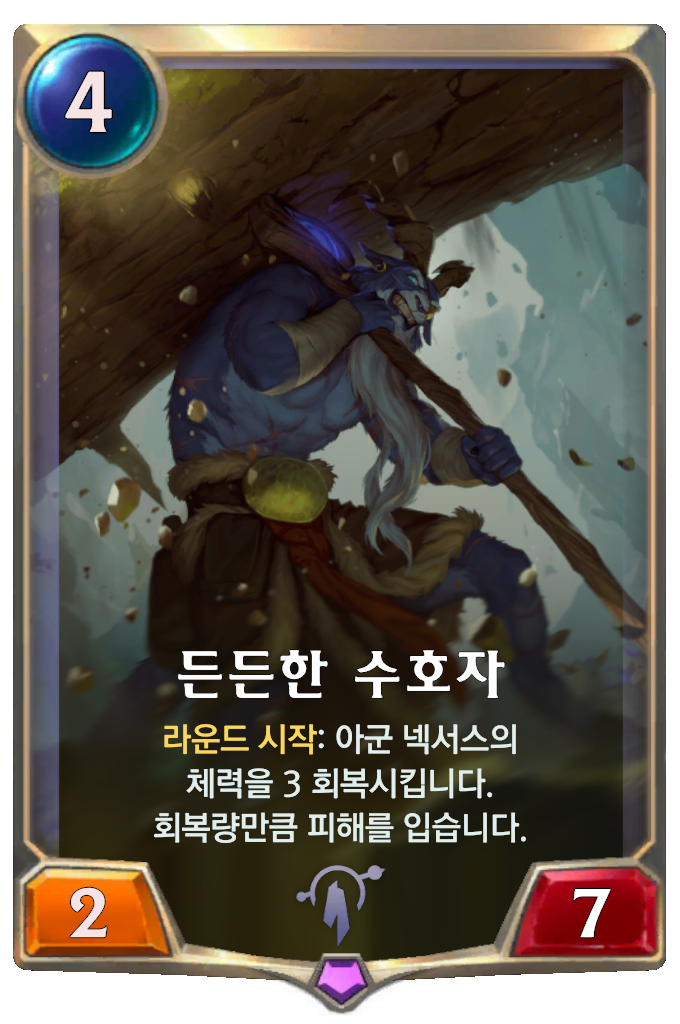 4
든든한 수호자
라운드 시작: 아군 넥서스의
체력을 3 회복시킵니다.
회복량만큼 피해를 입습니다.
2
7